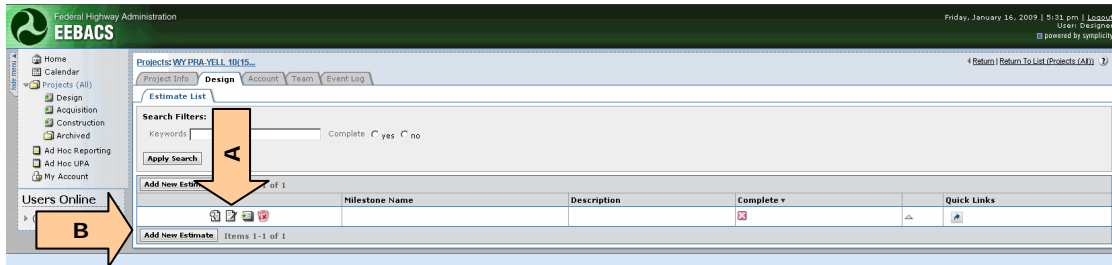 Federal Highway Administration
EEBACS
Friday, January 16, 2009 | 5:31 pm | Logout
User: Designer
powered by symplicity
hide menu
Home
Calendar
Projects (All)
Design
Acquisition
Construction
Archived
Ad Hoc Reporting
Ad Hoc UPA
My Account
Users Online
Projects: WY PRA-YELL 10(15...
Return | Return To List (Projects (All)) ?
Project Info Design Account Team Event Log
Estimate List
Search Filters:
Keywords Complete yes no
Apply Search
A
Add New Estim of 1
Milestone Name Description Complete Quick Links
B
Add New Estimate Items 1-1 of 1